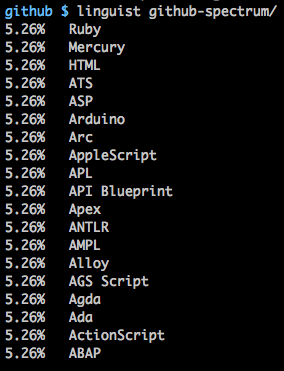 github $ linguist github-spectrum/
5.26% Ruby
5.26% Mercury
5.26% HTML
5.26% ATS
5.26% ASP
5.26% Arduino
5.26% Arc
5.26% AppleScript
5.26% APL
5.26% API Blueprint
5.26% Apex
5.26% ANTLR
5.26% AMPL
5.26% Alloy
5.26% AGS Script
5.26% Agda
5.26% Ada
5.26% ActionScript
5.26% ABAP